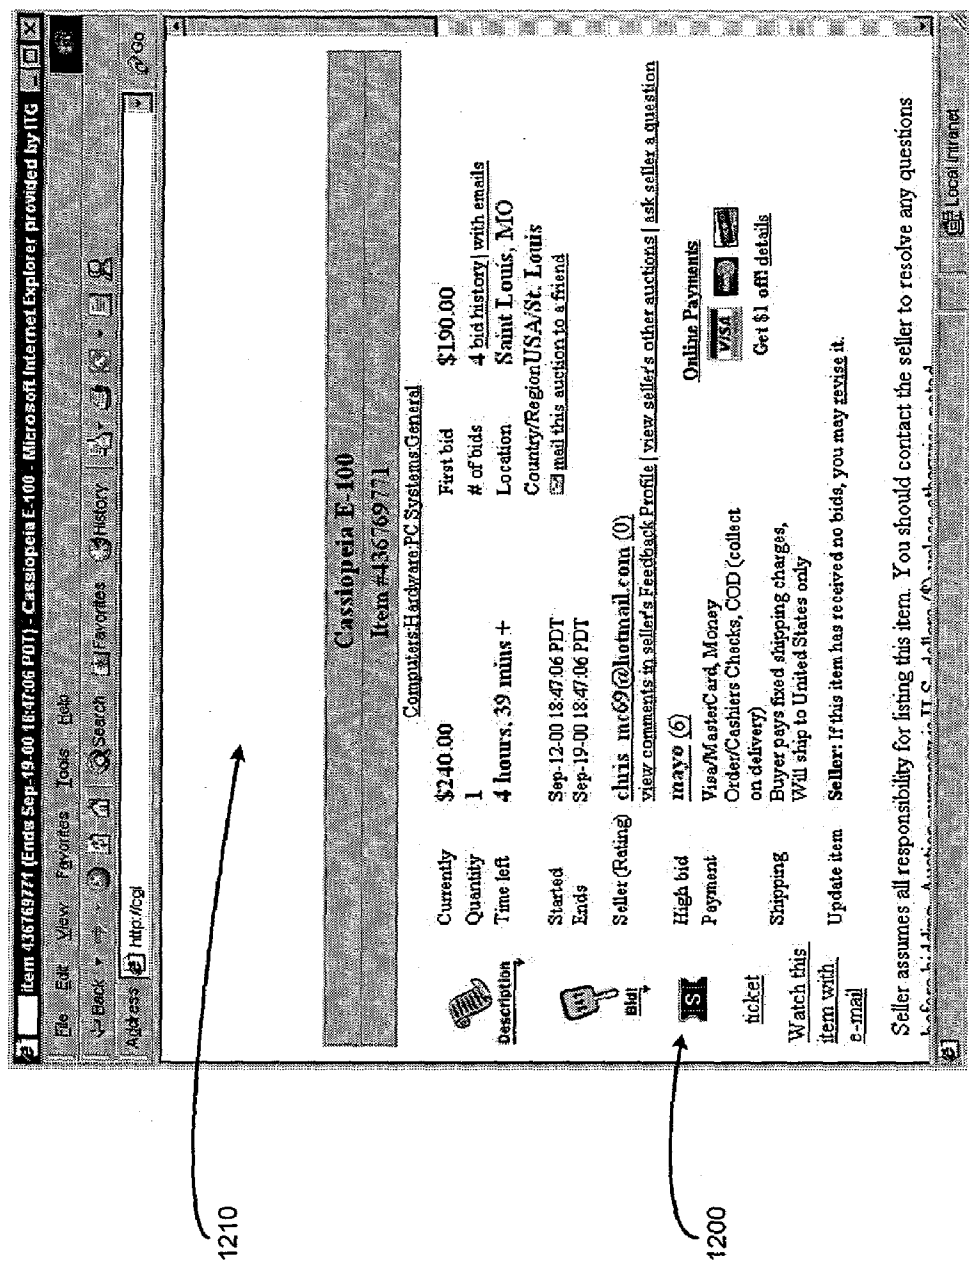 item 436769771 (Ends Sep-19-00 18:47:06 PDT) - Cassiopeia E-100 - Microsoft Internet Explorer provided by ITG
File Edit View Favorites Tools Help
Back Search Favorites History
Address http://cgi Go
Cassiopeia E-100
Item #436769771
Computers:Hardware:PC Systems:General
Currently $240.00 First bid $190.00
Quantity 1 # of bids 4 bid history | with emails
Time left 4 hours, 39 mins + Location Saint Louis, MO
Country/Region USA/St. Louis
Started Sep-12-00 18:47:06 PDT mail this auction to a friend
Ends Sep-19-00 18:47:06 PDT
Description
Seller (Rating) chris_mc69@hotmail.com (0)
view comments in seller's Feedback Profile | view seller's other auctions | ask seller a question
Bid!
High bid mayo (6)
Payment Visa/MasterCard, Money Online Payments
Order/Cashiers Checks, COD (collect VISA
on delivery) Get $1 off! details
S
ticket
Shipping Buyer pays fixed shipping charges,
Will ship to United States only
Update item Seller: If this item has received no bids, you may revise it.
Watch this
item with
e-mail
Seller assumes all responsibility for listing this item. You should contact the seller to resolve any questions
before bidding. Auction currency is U.S. dollars ($) unless otherwise noted
Local intranet
1210
1200